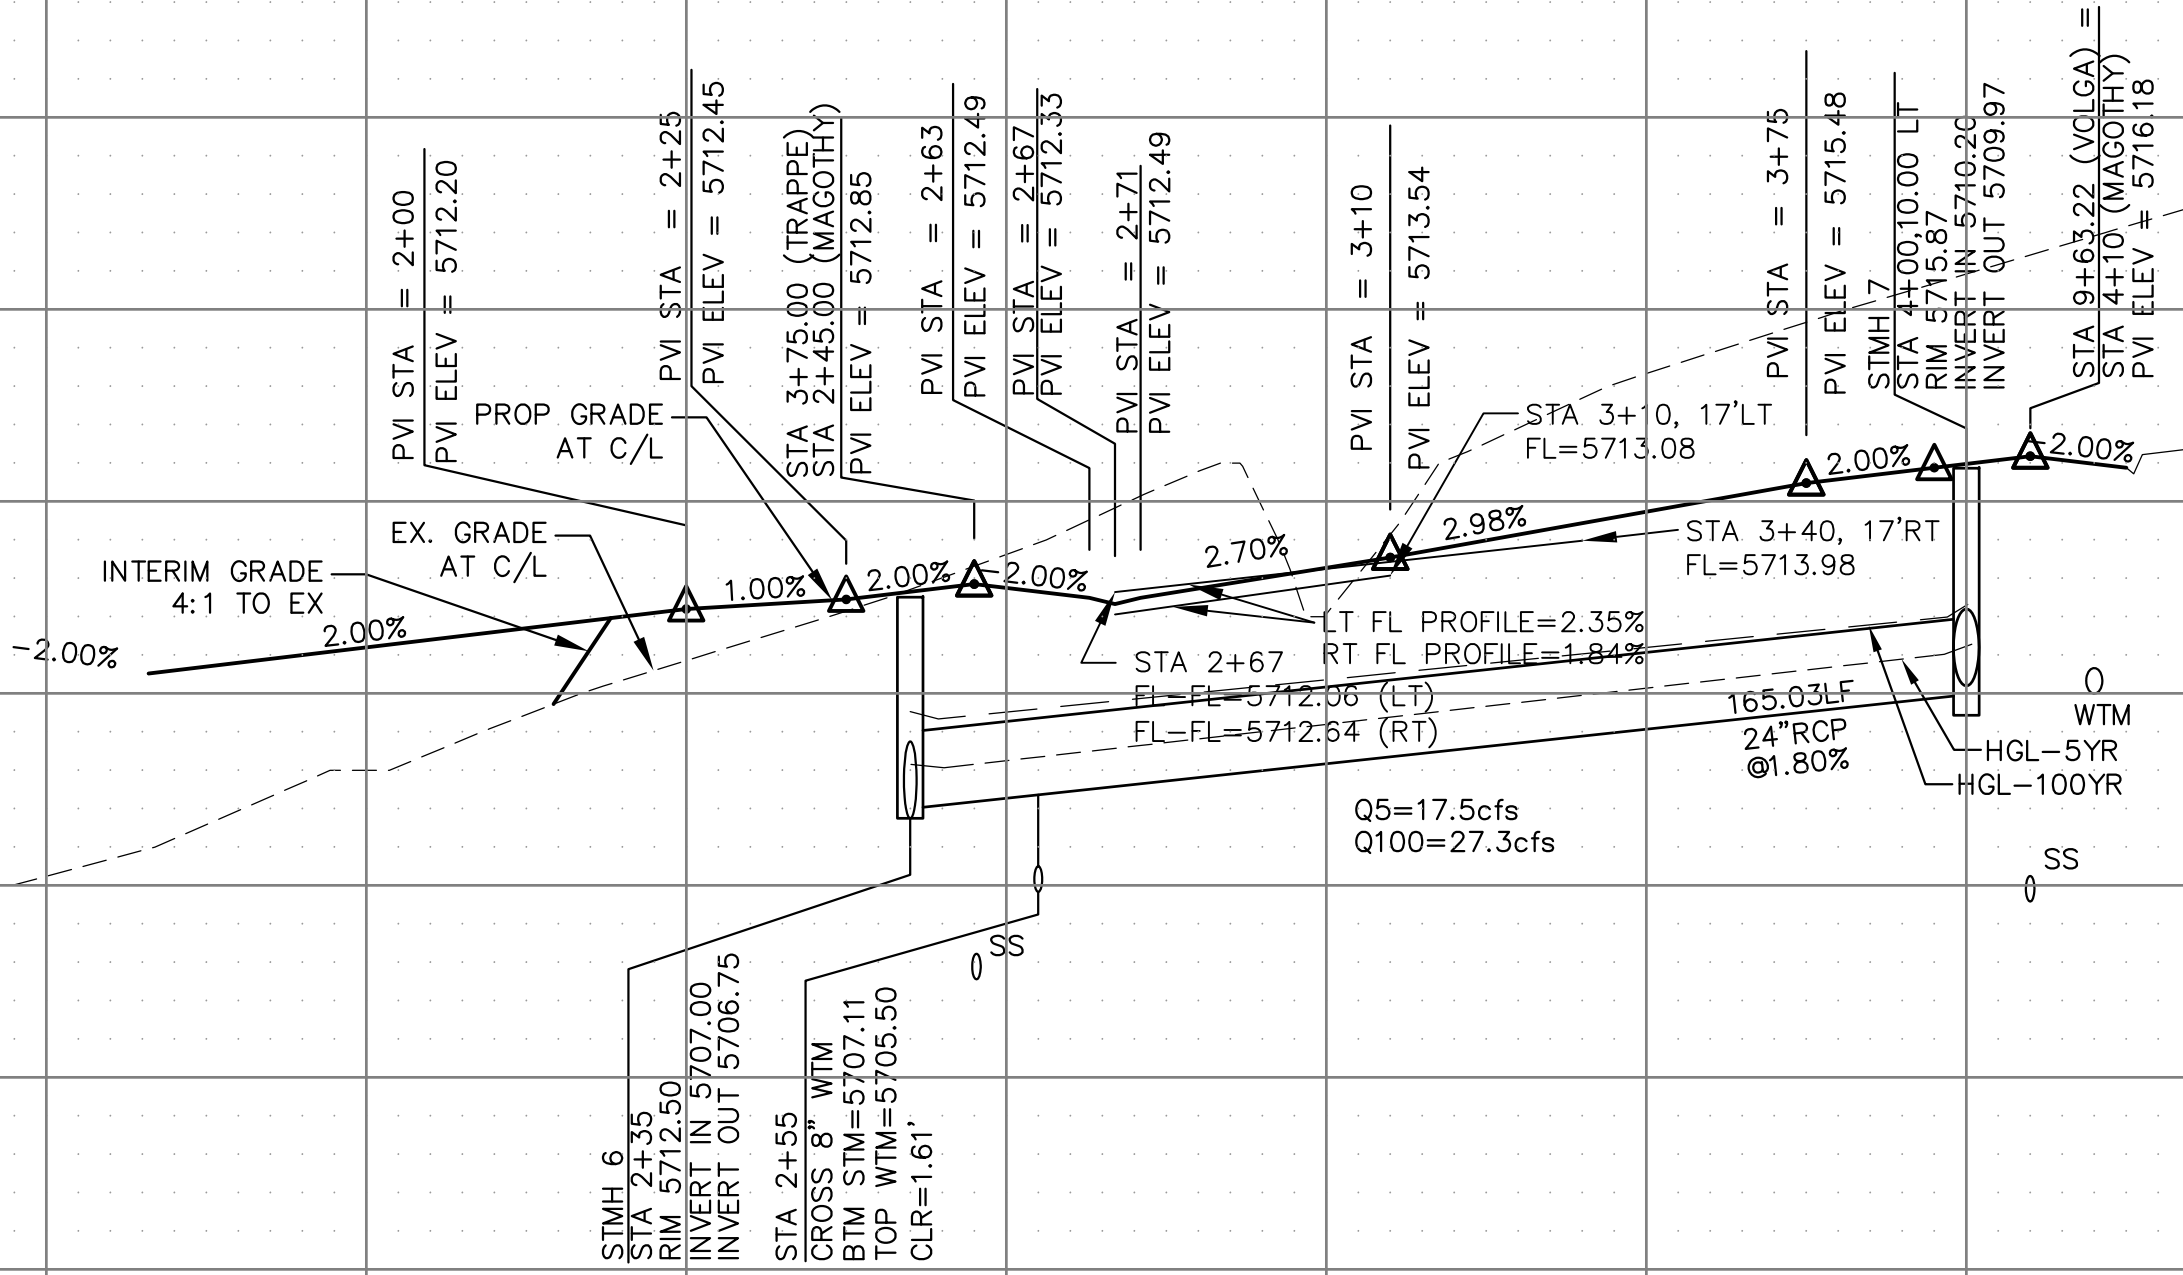 PVI STA = 2+00
PVI ELEV = 5712.20
PVI STA = 2+25
PVI ELEV = 5712.45
STA 3+75.00 (TRAPPE)
STA 2+45.00 (MAGOTHY)
PVI ELEV = 5712.85
PVI STA = 2+63
PVI ELEV = 5712.49
PVI STA = 2+67
PVI ELEV = 5712.33
PVI STA = 2+71
PVI ELEV = 5712.49
PVI STA = 3+10
PVI ELEV = 5713.54
PVI STA = 3+75
PVI ELEV = 5715.48
STMH 7
STA 4+00,10.00 LT
RIM 5715.87
INVERT IN 5710.20
INVERT OUT 5709.97
STA 9+63.22 (VOLGA) =
STA 4+10 (MAGOTHY)
PVI ELEV = 5716.18
PROP GRADE
AT C/L
EX. GRADE
AT C/L
INTERIM GRADE
4:1 TO EX
-2.00%
2.00%
1.00%
2.00%
-2.00%
2.70%
2.98%
2.00%
-2.00%
STA 3+10, 17'LT
FL=5713.08
STA 3+40, 17'RT
FL=5713.98
LT FL PROFILE=2.35%
RT FL PROFILE=1.84%
STA 2+67
FL-FL=5712.06 (LT)
FL-FL=5712.64 (RT)
165.03LF
24"RCP
@1.80%
WTM
HGL-5YR
HGL-100YR
Q5=17.5cfs
Q100=27.3cfs
SS
SS
STMH 6
STA 2+35
RIM 5712.50
INVERT IN 5707.00
INVERT OUT 5706.75
STA 2+55
CROSS 8" WTM
BTM STM=5707.11
TOP WTM=5705.50
CLR=1.61'